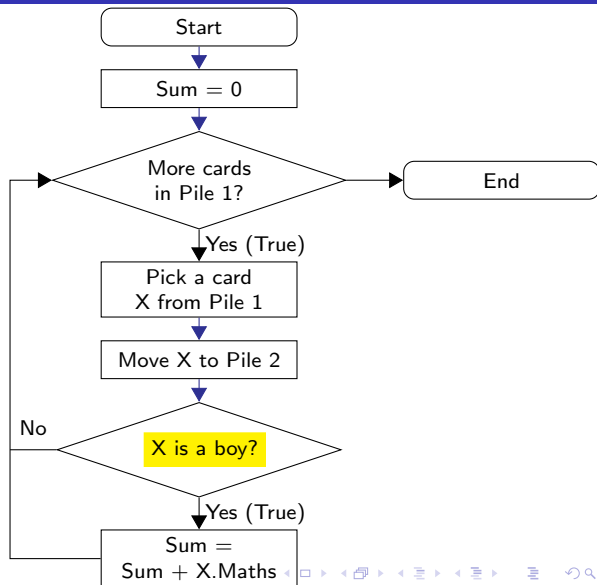 Start
Sum = 0
More cards
in Pile 1?
End
Yes (True)
Pick a card
X from Pile 1
Move X to Pile 2
No
X is a boy?
Yes (True)
Sum =
Sum + X.Maths